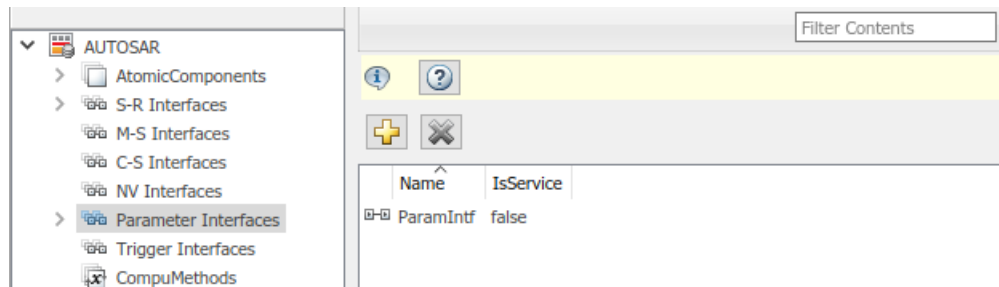 Filter Contents
AUTOSAR
AtomicComponents
S-R Interfaces
M-S Interfaces
C-S Interfaces
NV Interfaces
Parameter Interfaces
Trigger Interfaces
CompuMethods
Name IsService
ParamIntf false